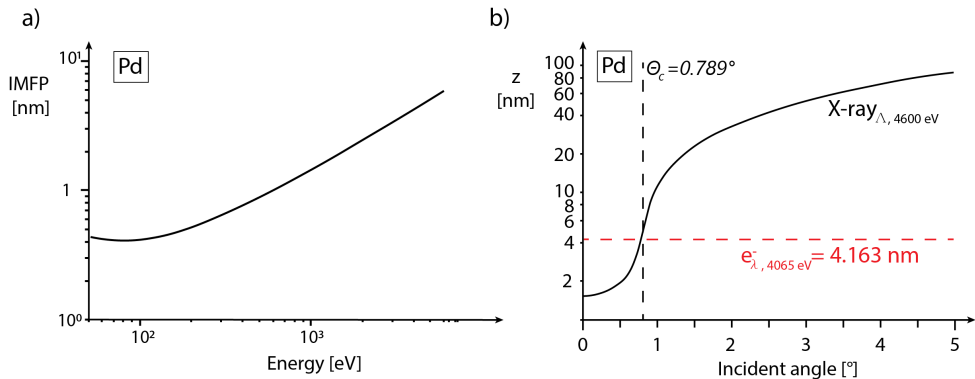 a)
IMFP
[nm]
10¹
1
10⁰
Pd
10²
10³
Energy [eV]
b)
z
[nm]
100
80
60
40
20
10
8
6
4
2
Pd
Θc=0.789°
X-rayΛ, 4600 eV
e⁻λ, 4065 eV= 4.163 nm
0
1
2
3
4
5
Incident angle [°]